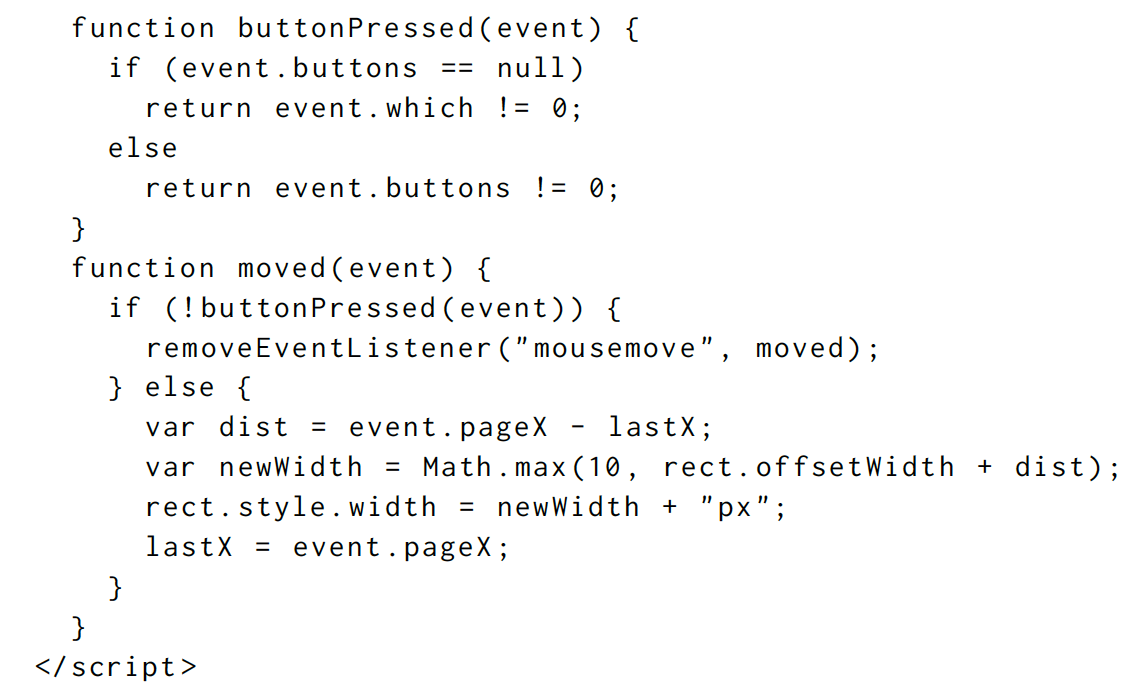 function buttonPressed(event) {
if (event.buttons == null)
return event.which != 0;
else
return event.buttons != 0;
}
function moved(event) {
if (!buttonPressed(event)) {
removeEventListener("mousemove", moved);
} else {
var dist = event.pageX - lastX;
var newWidth = Math.max(10, rect.offsetWidth + dist);
rect.style.width = newWidth + "px";
lastX = event.pageX;
}
}
</script>